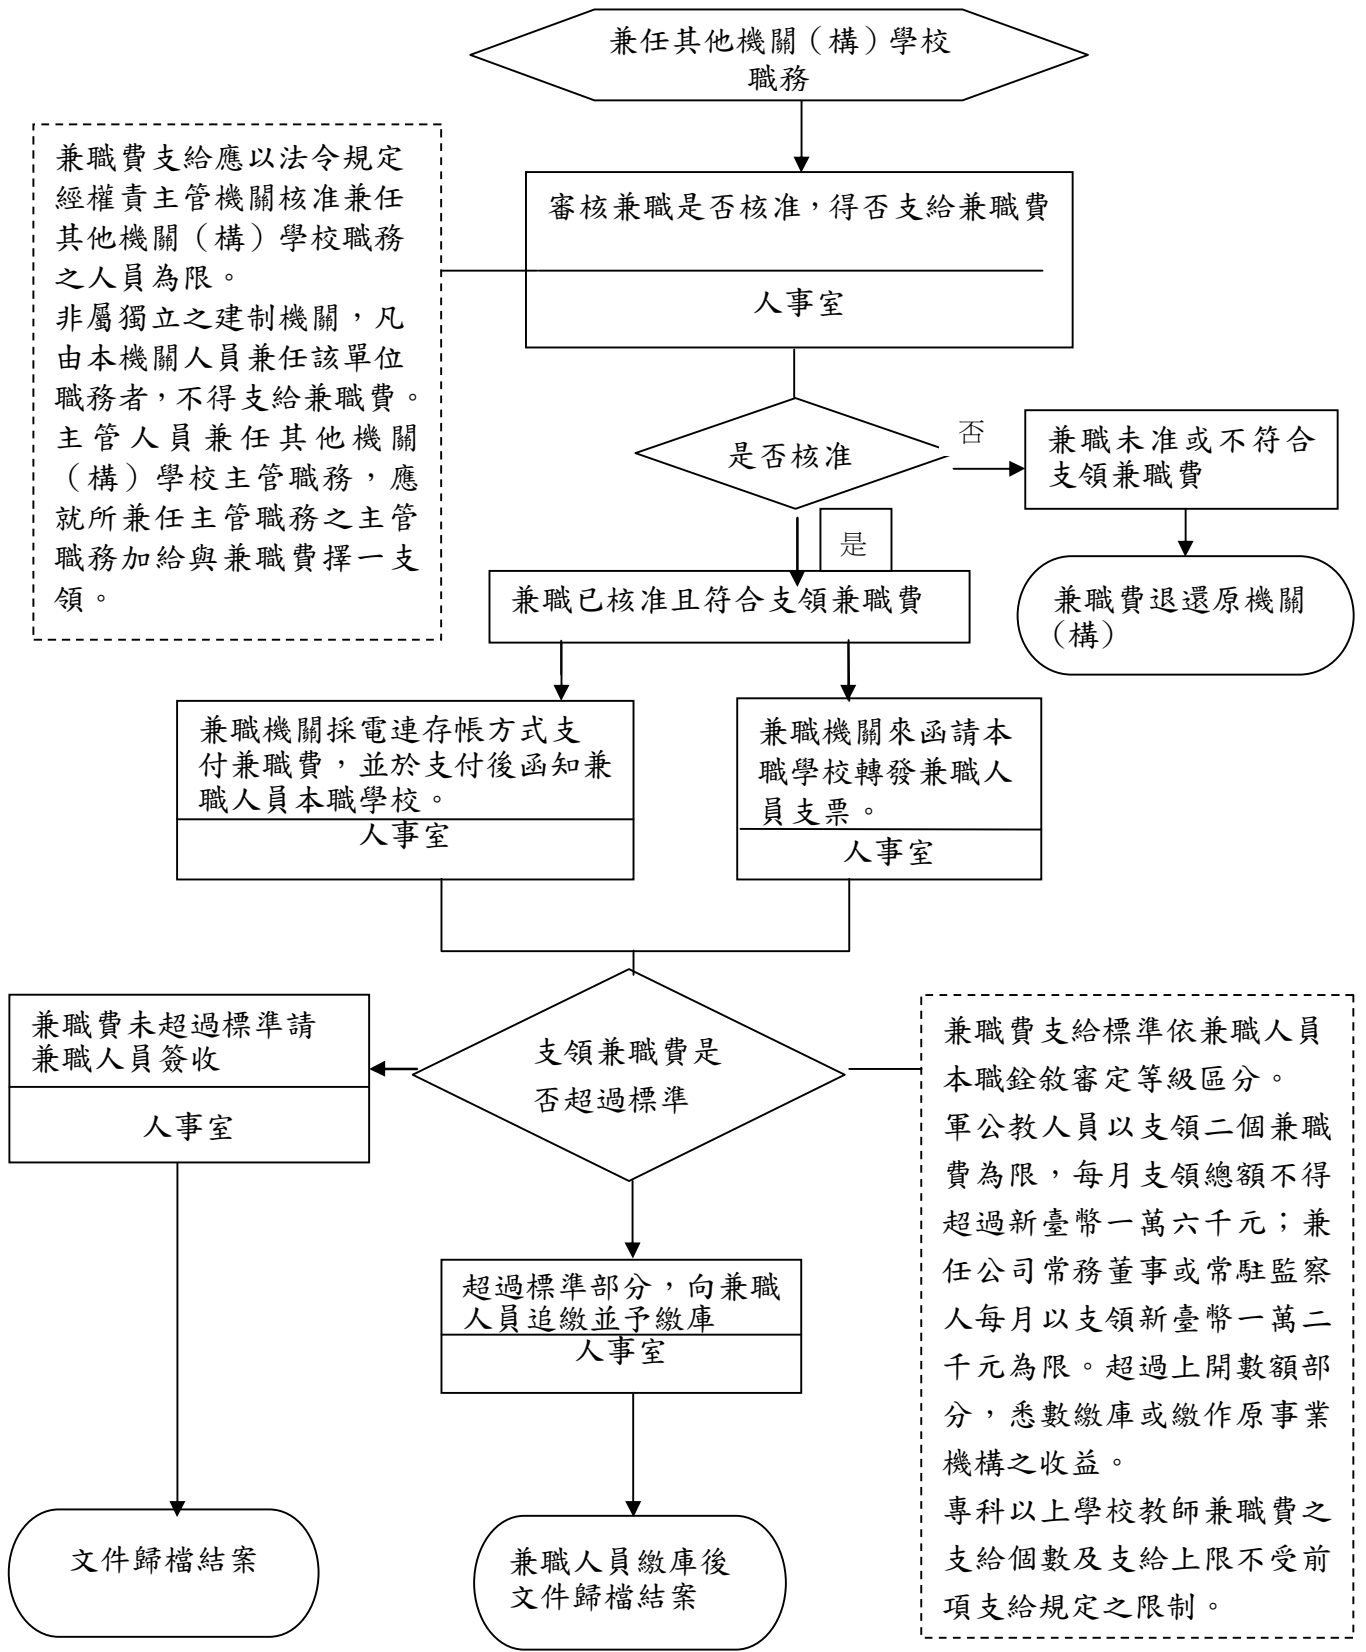 兼任其他機關（構）學校
職務
兼職費支給應以法令規定
經權責主管機關核准兼任
其他機關（構）學校職務
之人員為限。
非屬獨立之建制機關，凡
由本機關人員兼任該單位
職務者，不得支給兼職費。
主管人員兼任其他機關
（構）學校主管職務，應
就所兼任主管職務之主管
職務加給與兼職費擇一支
領。
審核兼職是否核准，得否支給兼職費
人事室
是否核准
否
兼職未准或不符合
支領兼職費
是
兼職費退還原機關
(構)
兼職已核准且符合支領兼職費
兼職機關採電連存帳方式支
付兼職費，並於支付後函知兼
職人員本職學校。
人事室
兼職機關來函請本
職學校轉發兼職人
員支票。
人事室
支領兼職費是
否超過標準
兼職費未超過標準請
兼職人員簽收
人事室
兼職費支給標準依兼職人員
本職銓敘審定等級區分。
軍公教人員以支領二個兼職
費為限，每月支領總額不得
超過新臺幣一萬六千元；兼
任公司常務董事或常駐監察
人每月以支領新臺幣一萬二
千元為限。超過上開數額部
分，悉數繳庫或繳作原事業
機構之收益。
專科以上學校教師兼職費之
支給個數及支給上限不受前
項支給規定之限制。
超過標準部分，向兼職
人員追繳並予繳庫
人事室
文件歸檔結案
兼職人員繳庫後
文件歸檔結案